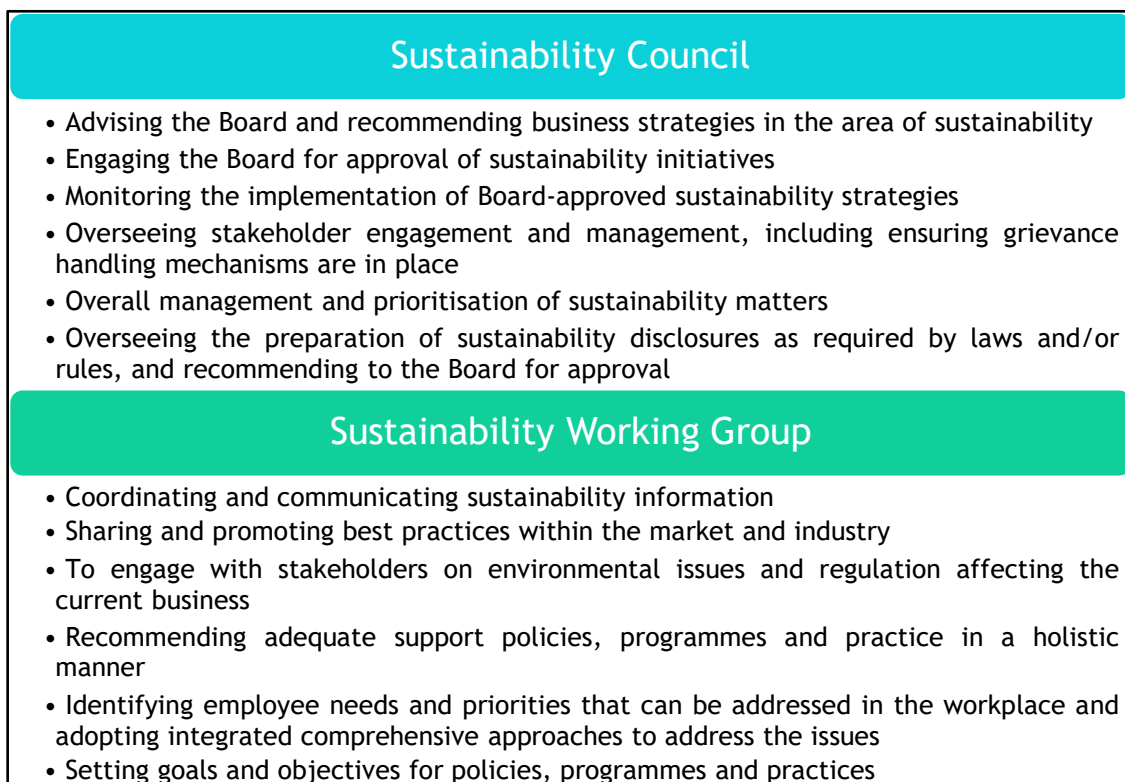 Sustainability Council
• Advising the Board and recommending business strategies in the area of sustainability
• Engaging the Board for approval of sustainability initiatives
• Monitoring the implementation of Board-approved sustainability strategies
• Overseeing stakeholder engagement and management, including ensuring grievance
handling mechanisms are in place
• Overall management and prioritisation of sustainability matters
• Overseeing the preparation of sustainability disclosures as required by laws and/or
rules, and recommending to the Board for approval
Sustainability Working Group
• Coordinating and communicating sustainability information
• Sharing and promoting best practices within the market and industry
• To engage with stakeholders on environmental issues and regulation affecting the
current business
• Recommending adequate support policies, programmes and practice in a holistic
manner
• Identifying employee needs and priorities that can be addressed in the workplace and
adopting integrated comprehensive approaches to address the issues
• Setting goals and objectives for policies, programmes and practices